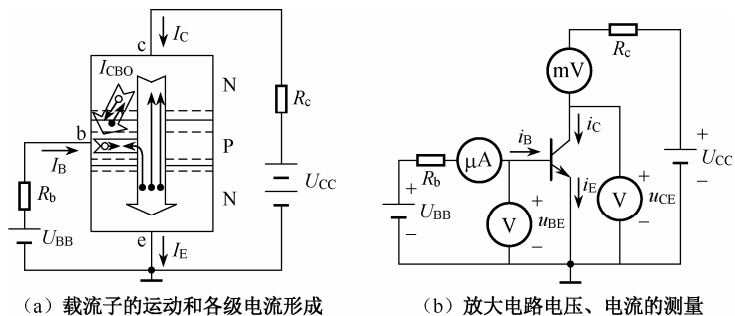 c
I_C
I_CBO
N
R_c
b
P
I_B
R_b
N
U_CC
U_BB
e
I_E
(a) 载流子的运动和各级电流形成
R_c
mV
i_C
i_B
+
R_b
μA
U_CC
+
i_E
+
+
−
U_BB
V
u_BE
V
u_CE
−
−
−
(b) 放大电路电压、电流的测量